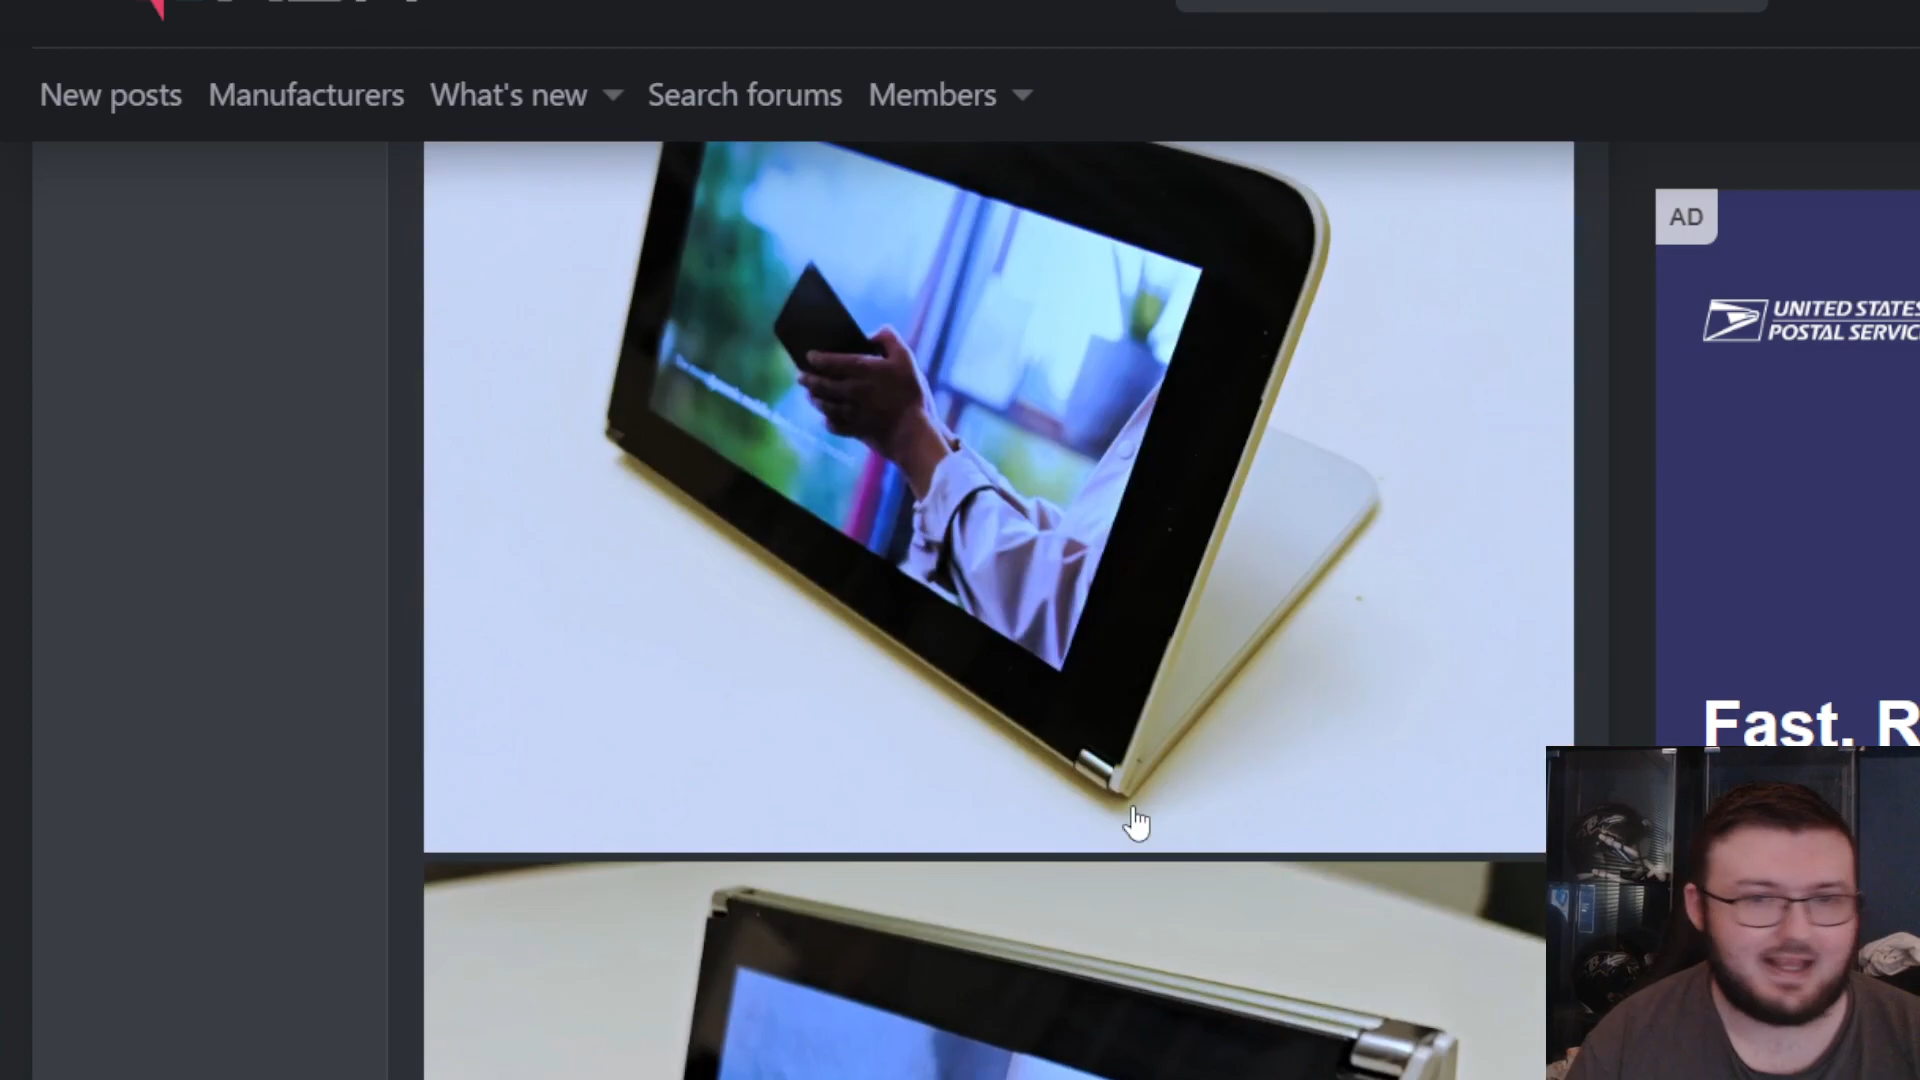 New posts Manufacturers What's new Search forums Members
AD
UNITED STATES
POSTAL SERVIC
Fast. R